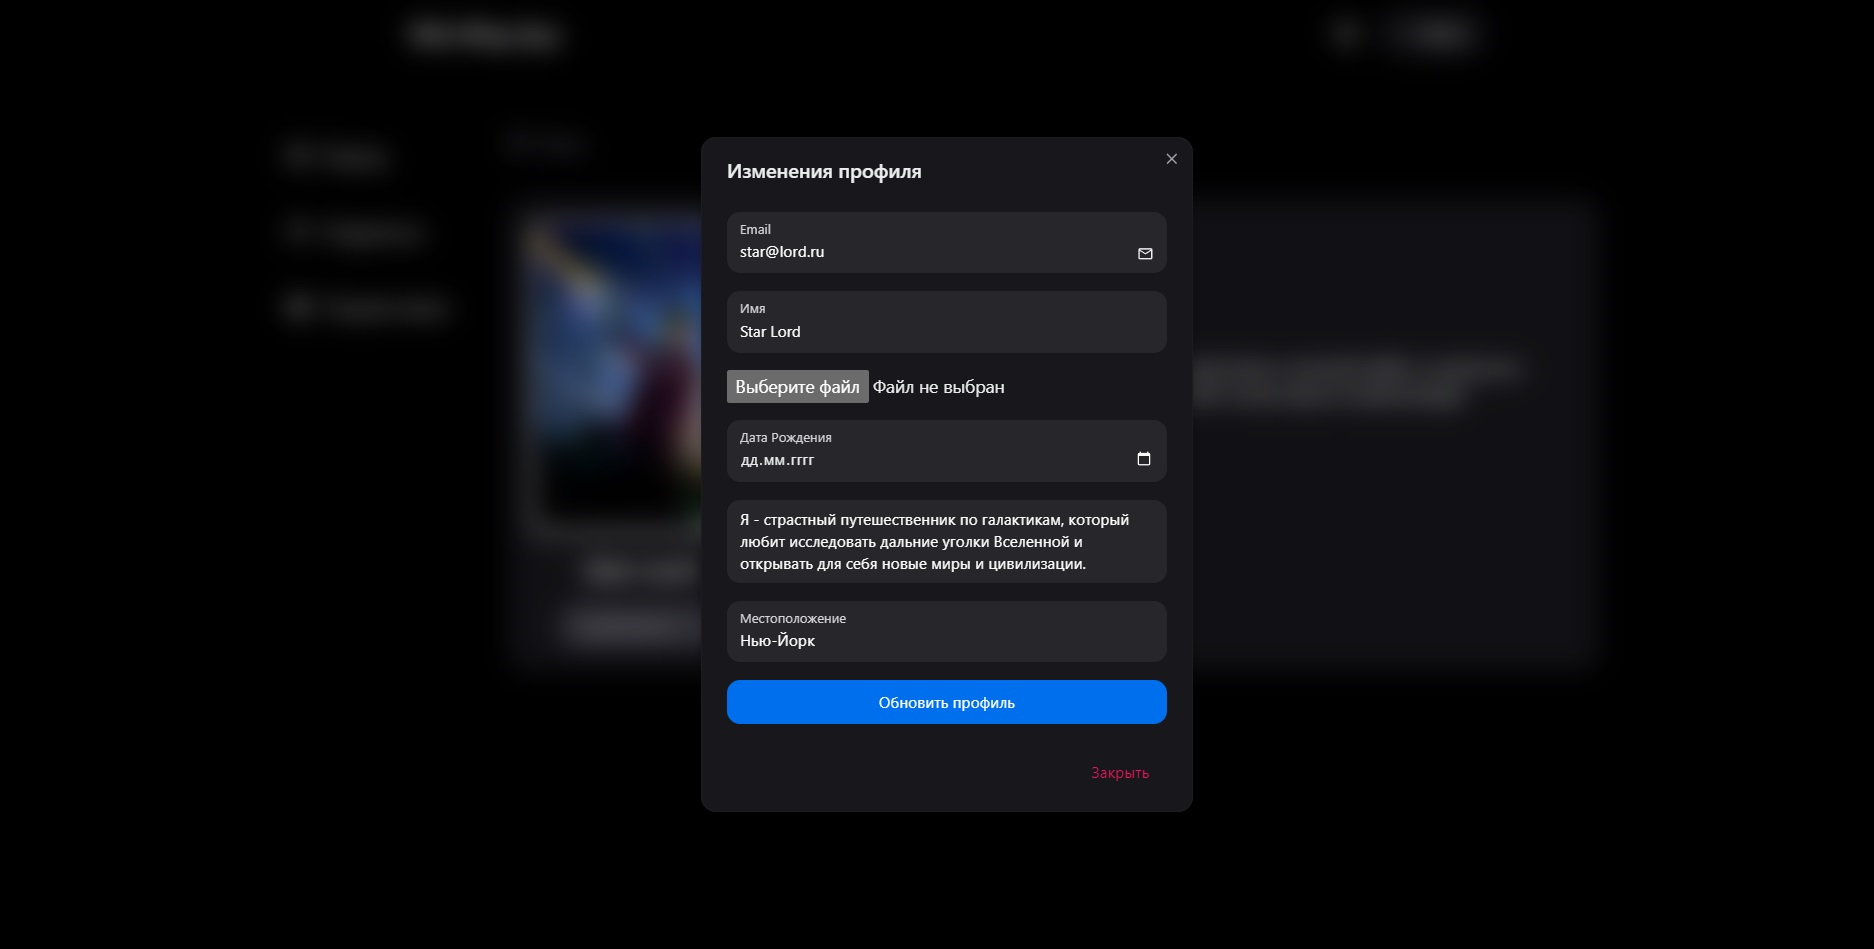 Изменения профиля
Email
star@lord.ru
Имя
Star Lord
Выберите файл Файл не выбран
Дата Рождения
дд.мм.гггг
Я - страстный путешественник по галактикам, который
любит исследовать дальние уголки Вселенной и
открывать для себя новые миры и цивилизации.
Местоположение
Нью-Йорк
Обновить профиль
Закрыть